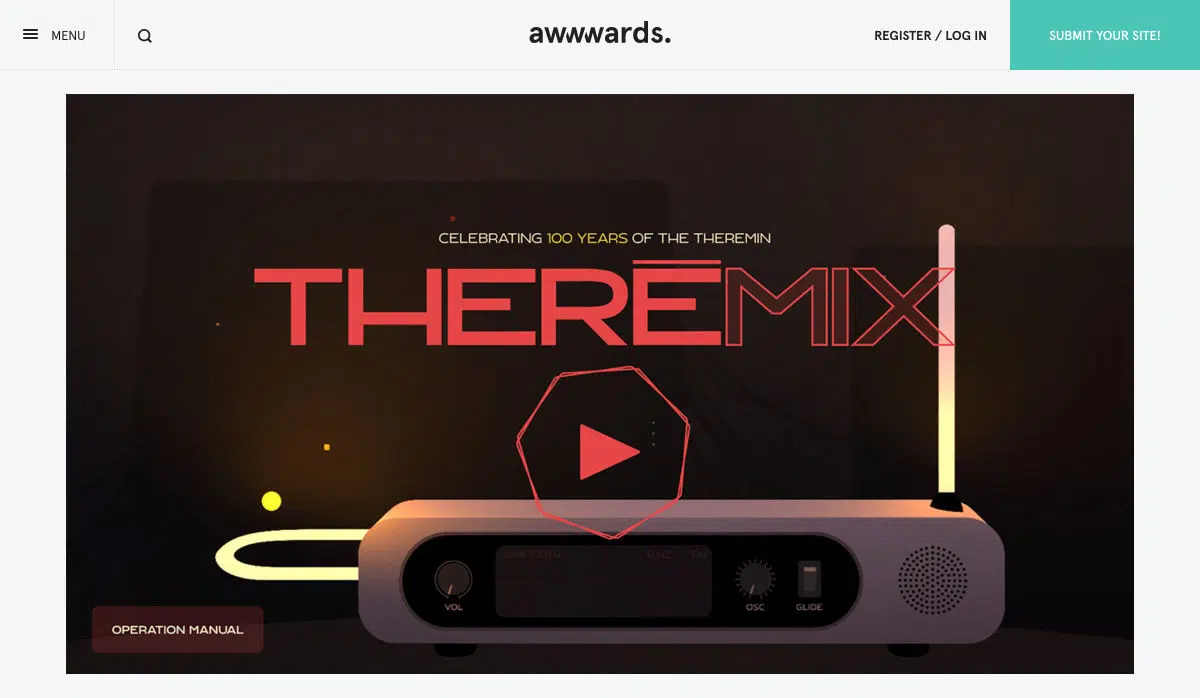 MENU
awwwards.
REGISTER / LOG IN
SUBMIT YOUR SITE!
CELEBRATING 100 YEARS OF THE THEREMIN
THERĒMIX
VOL
OSC
GLIDE
OPERATION MANUAL